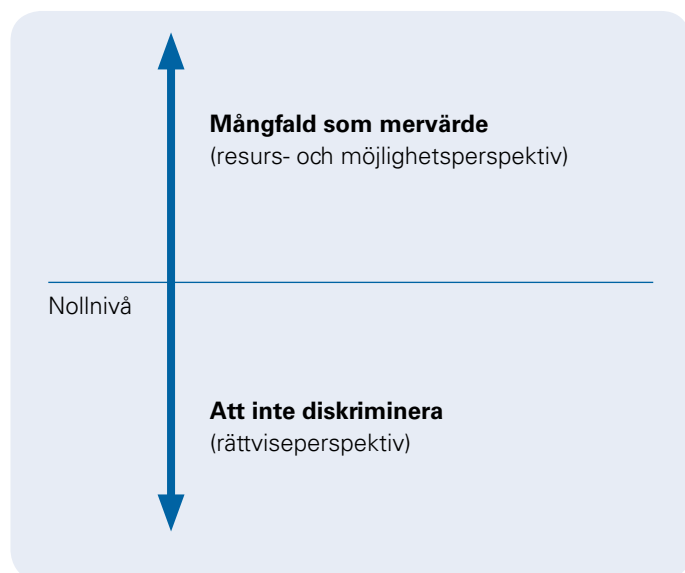 Mångfald som mervärde
(resurs- och möjlighetsperspektiv)
Nollnivå
Att inte diskriminera
(rättviseperspektiv)